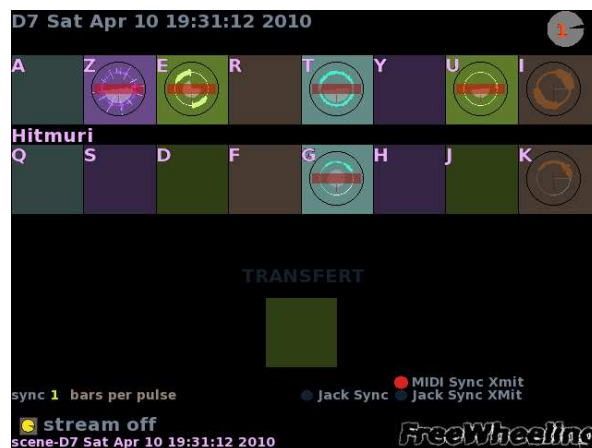 D7 Sat Apr 10 19:31:12 2010
1
A Z E R T Y U I
Hitmuri
Q S D F G H J K
TRANSFERT
MIDI Sync Xmit
sync 1 bars per pulse
Jack Sync Jack Sync XMit
stream off
FreeWheeling
scene-D7 Sat Apr 10 19:31:12 2010